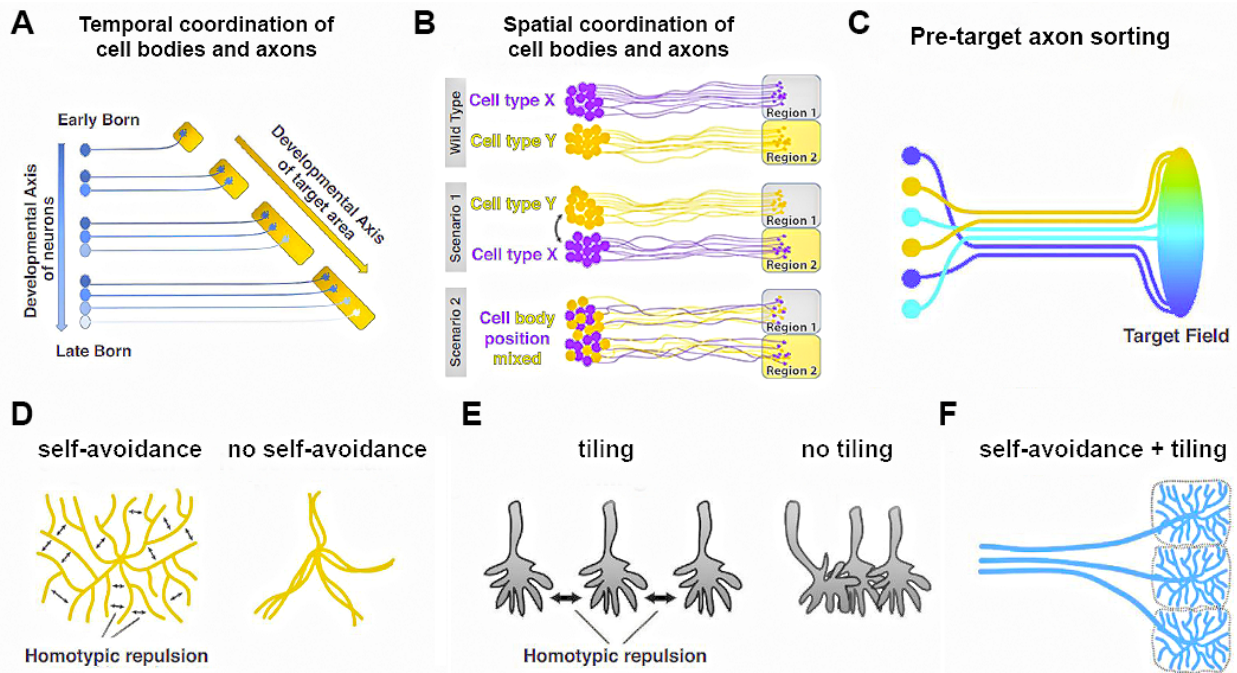 A
Temporal coordination of
cell bodies and axons
Early Born
Developmental Axis
of neurons
Developmental Axis
of target area
Late Born
B
Spatial coordination of
cell bodies and axons
Wild Type
Cell type X
Region 1
Cell type Y
Region 2
Scenario 1
Cell type Y
Region 1
Cell type X
Region 2
Scenario 2
Cell body
position
mixed
Region 1
Region 2
C
Pre-target axon sorting
Target Field
D
self-avoidance
no self-avoidance
Homotypic repulsion
E
tiling
no tiling
Homotypic repulsion
F
self-avoidance + tiling